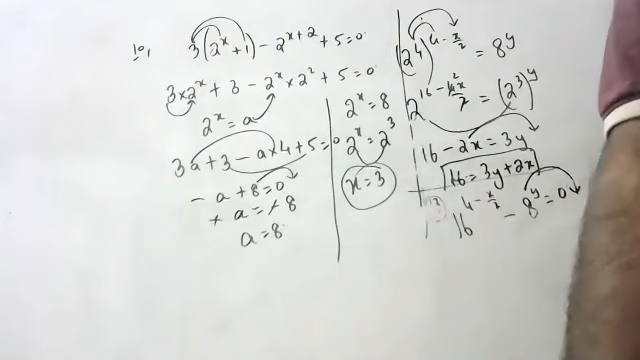 10, 3(2^x + 1) - 2^{x+2} + 5 = 0
3 × 2^x + 3 - 2^x × 2^2 + 5 = 0
2^x = a
3a + 3 - a × 4 + 5 = 0
- a + 8 = 0
+ a = + 8
a = 8
2^x = 8
2^x = 2^3
x = 3
(2^4)^{4 - x/2} = 8^y
2^{16 - 4x/2} = (2^3)^y
16 - 2x = 3y
16 = 3y + 2x
16^{4 - x/2} - 8^y = 0